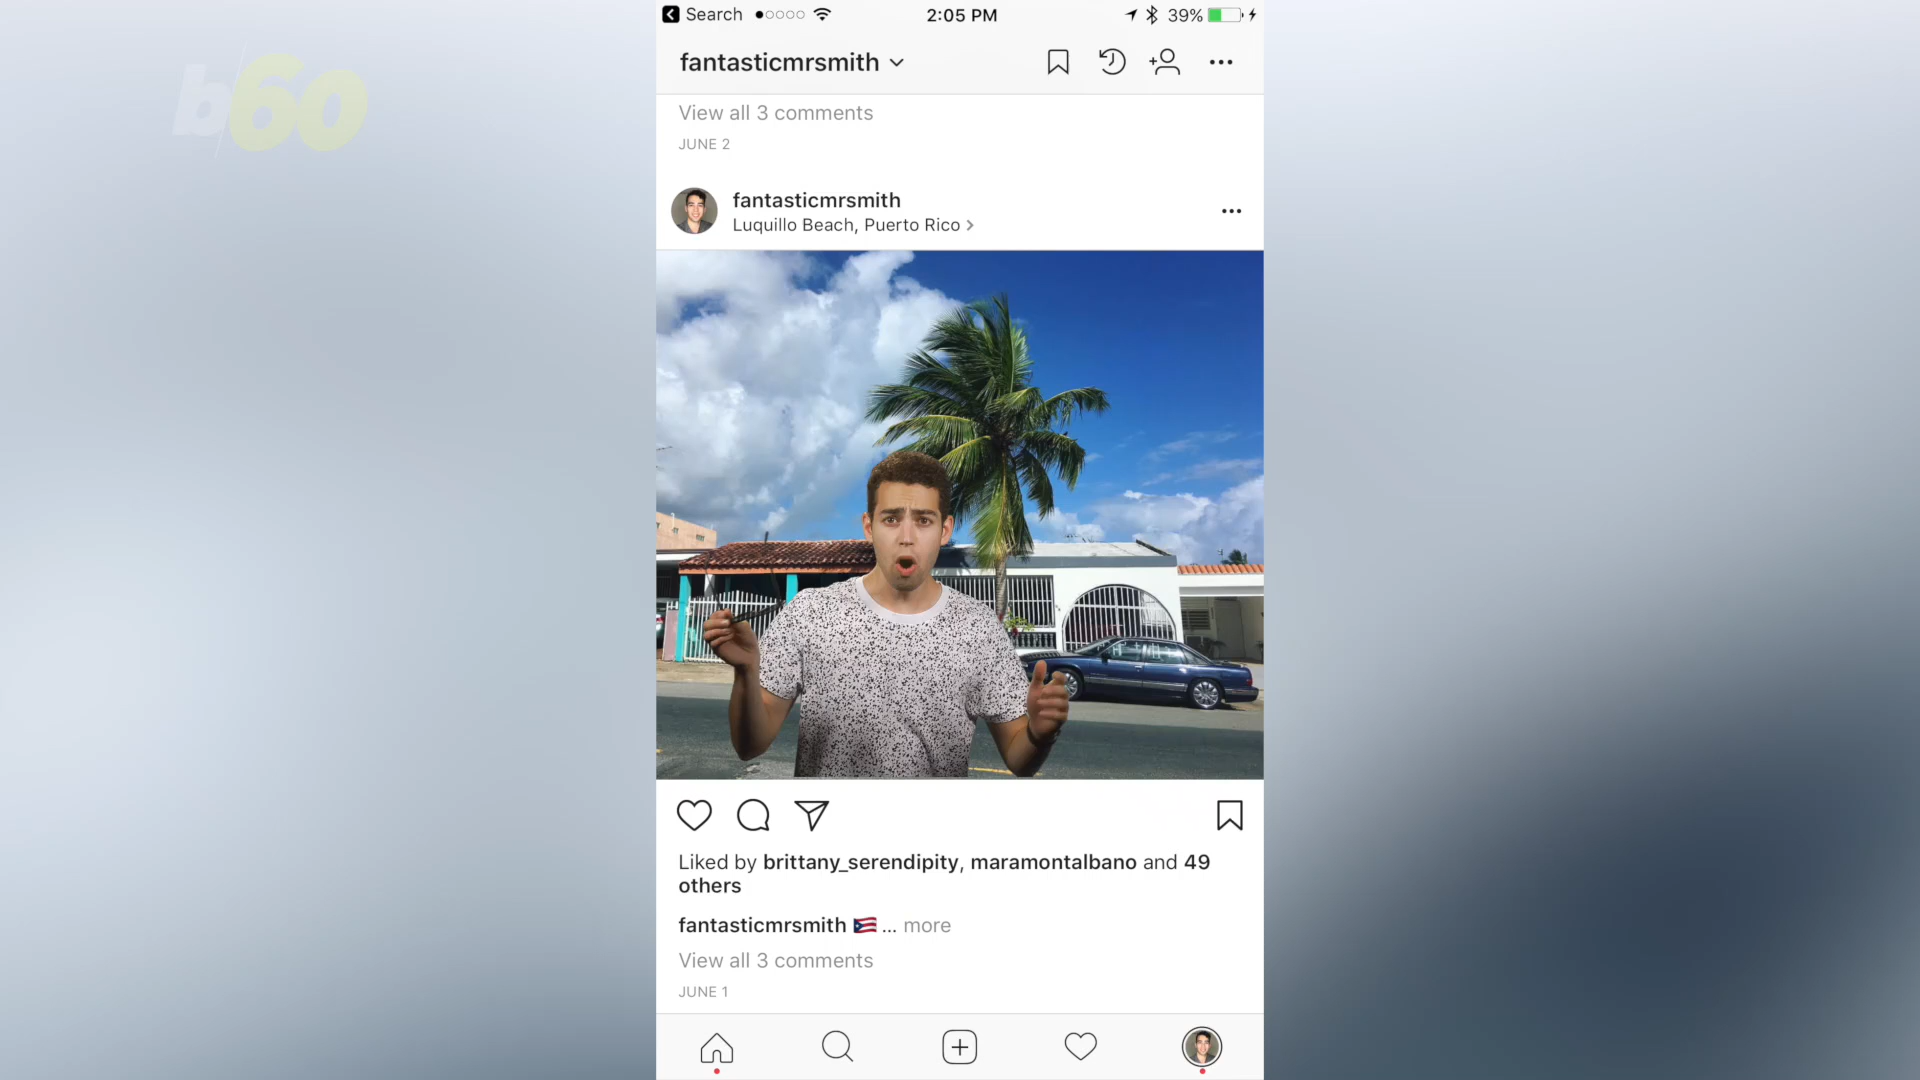 b/60
Search
2:05 PM
39%
fantasticmrsmith
View all 3 comments
JUNE 2
fantasticmrsmith
Luquillo Beach, Puerto Rico
Liked by brittany_serendipity, maramontalbano and 49
others
fantasticmrsmith 🇵🇷 ... more
View all 3 comments
JUNE 1